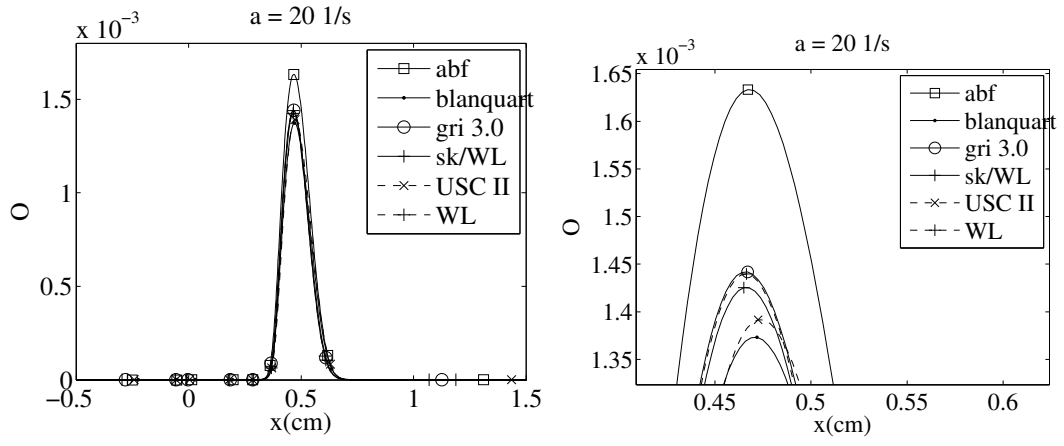 a = 20 1/s
x 10⁻³
1.5
1
0.5
0
O
-0.5 0 0.5 1 1.5
x(cm)
abf
blanquart
gri 3.0
sk/WL
USC II
WL
a = 20 1/s
x 10⁻³
1.65
1.6
1.55
1.5
1.45
1.4
1.35
O
0.45 0.5 0.55 0.6
x(cm)
abf
blanquart
gri 3.0
sk/WL
USC II
WL